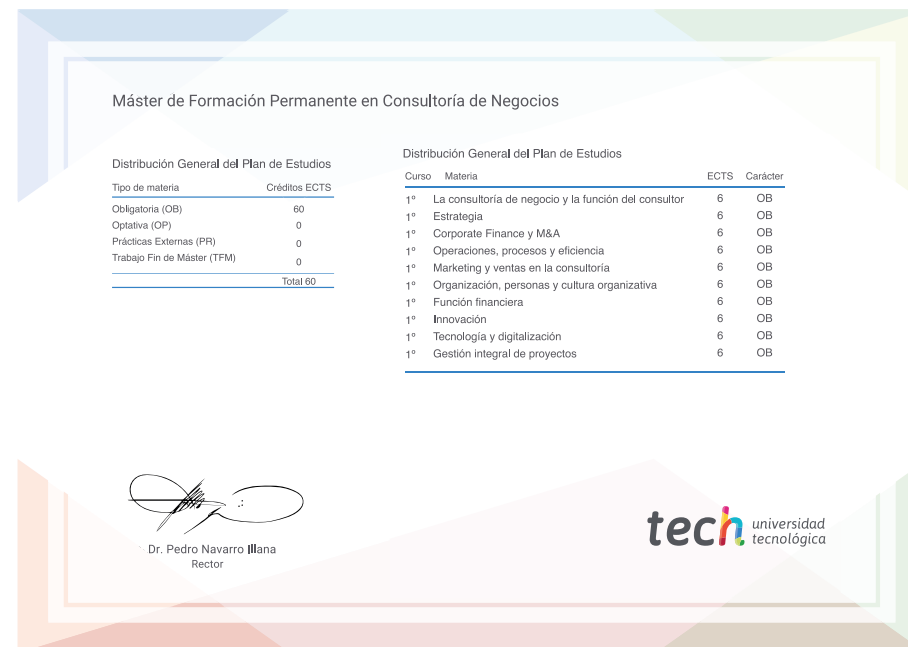 Máster de Formación Permanente en Consultoría de Negocios
Distribución General del Plan de Estudios
Tipo de materia Créditos ECTS
Obligatoria (OB) 60
Optativa (OP) 0
Prácticas Externas (PR) 0
Trabajo Fin de Máster (TFM) 0
Total 60
Distribución General del Plan de Estudios
Curso Materia ECTS Carácter
1º La consultoría de negocio y la función del consultor 6 OB
1º Estrategia 6 OB
1º Corporate Finance y M&A 6 OB
1º Operaciones, procesos y eficiencia 6 OB
1º Marketing y ventas en la consultoría 6 OB
1º Organización, personas y cultura organizativa 6 OB
1º Función financiera 6 OB
1º Innovación 6 OB
1º Tecnología y digitalización 6 OB
1º Gestión integral de proyectos 6 OB
Dr. Pedro Navarro Illana
Rector
tech universidad
tecnológica